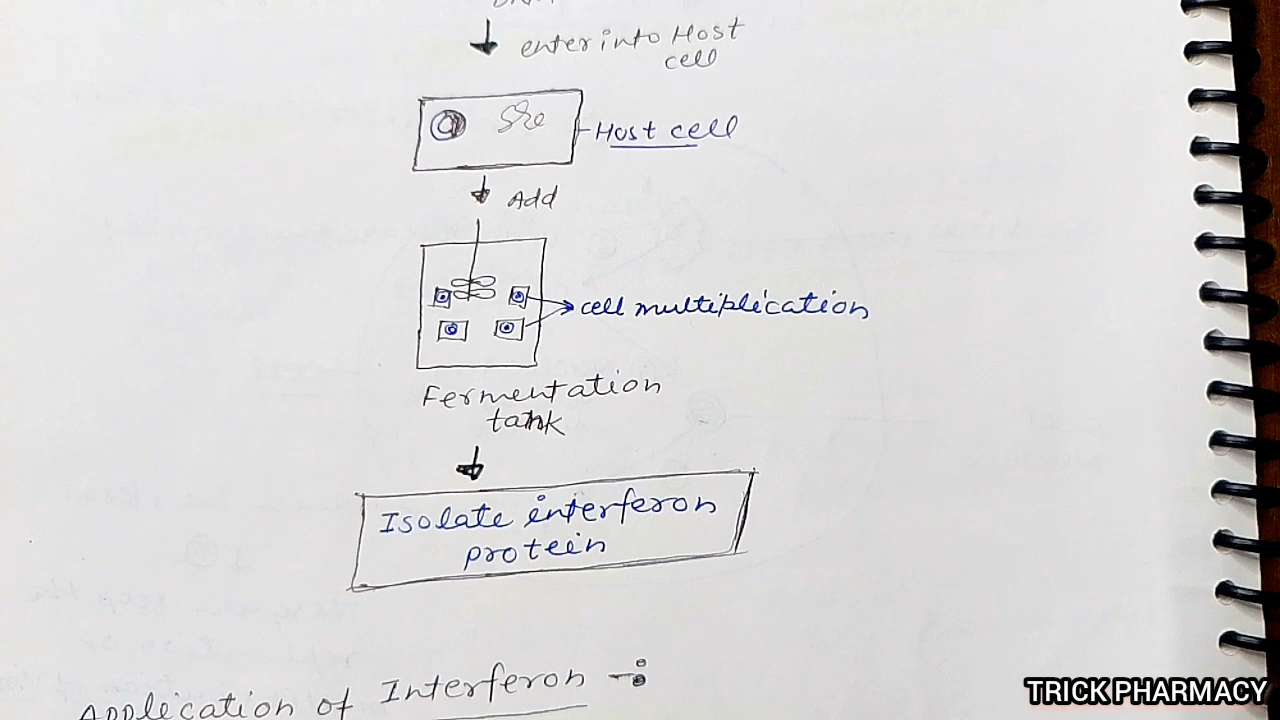 enter into Host
cell
Host cell
Add
cell multiplication
Fermentation
tank
Isolate interferon
protein
Application of Interferon -:
TRICK PHARMACY